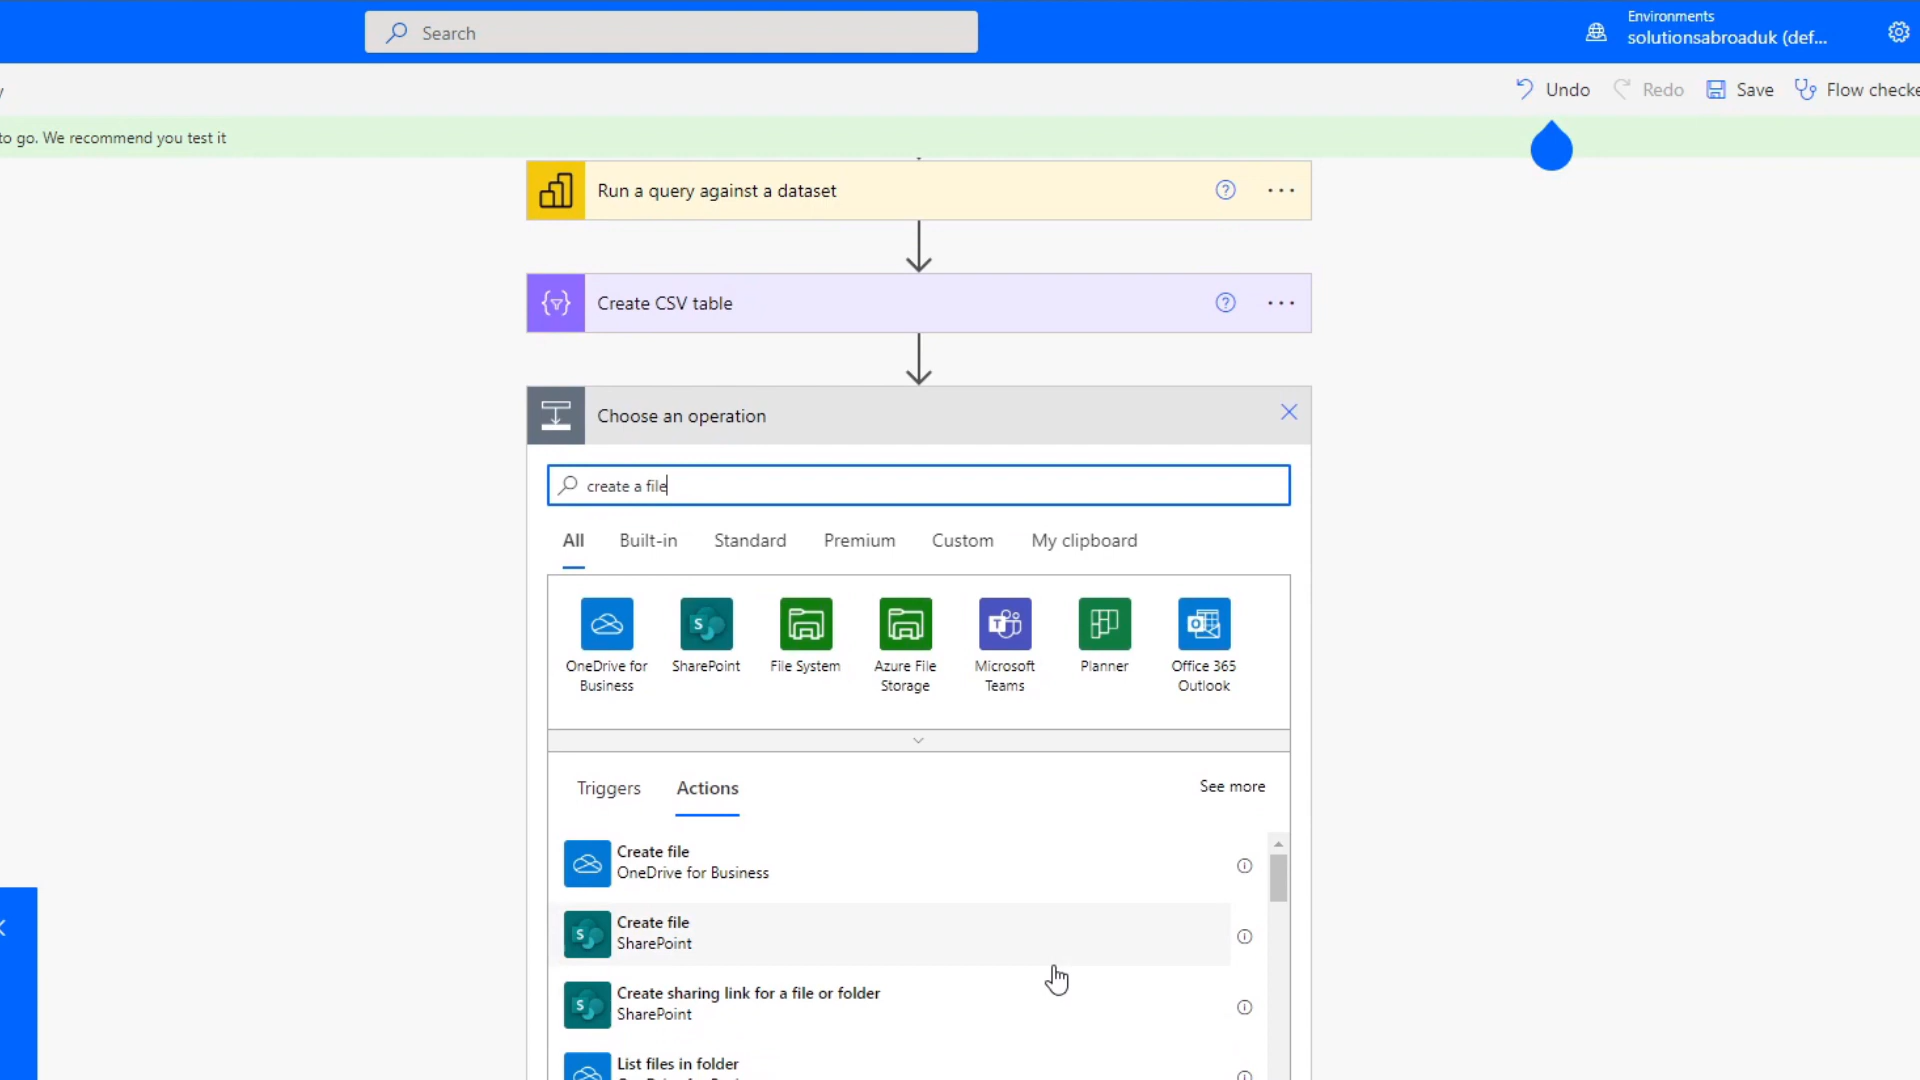 Search
Environments
solutionsabroaduk (def...
Undo
Redo
Save
Flow checke
to go. We recommend you test it
Run a query against a dataset
Create CSV table
Choose an operation
create a file
All
Built-in
Standard
Premium
Custom
My clipboard
OneDrive for
Business
SharePoint
File System
Azure File
Storage
Microsoft
Teams
Planner
Office 365
Outlook
Triggers
Actions
See more
Create file
OneDrive for Business
Create file
SharePoint
Create sharing link for a file or folder
SharePoint
List files in folder